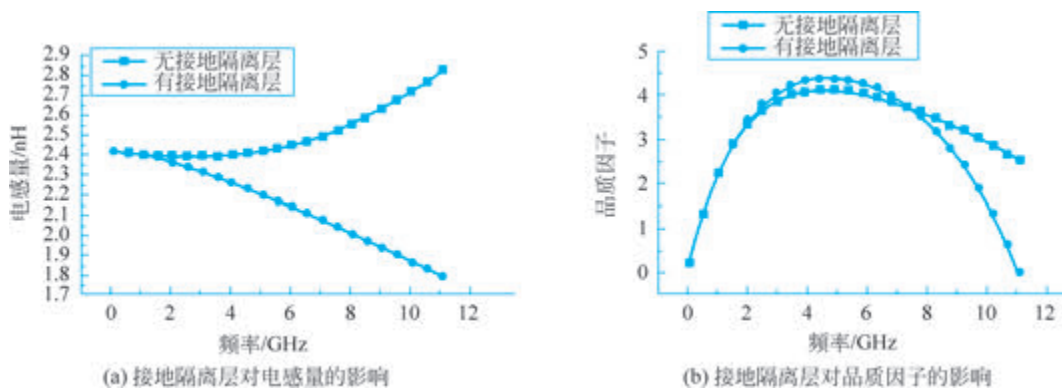 无接地隔离层
有接地隔离层
2.9
2.8
2.7
2.6
2.5
2.4
2.3
2.2
2.1
2.0
1.9
1.8
1.7
电感量/nH
0 2 4 6 8 10 12
频率/GHz
(a) 接地隔离层对电感量的影响
无接地隔离层
有接地隔离层
5
4
3
2
4
0
品质因子
0 2 4 6 8 10 12
频率/GHz
(b) 接地隔离层对品质因子的影响